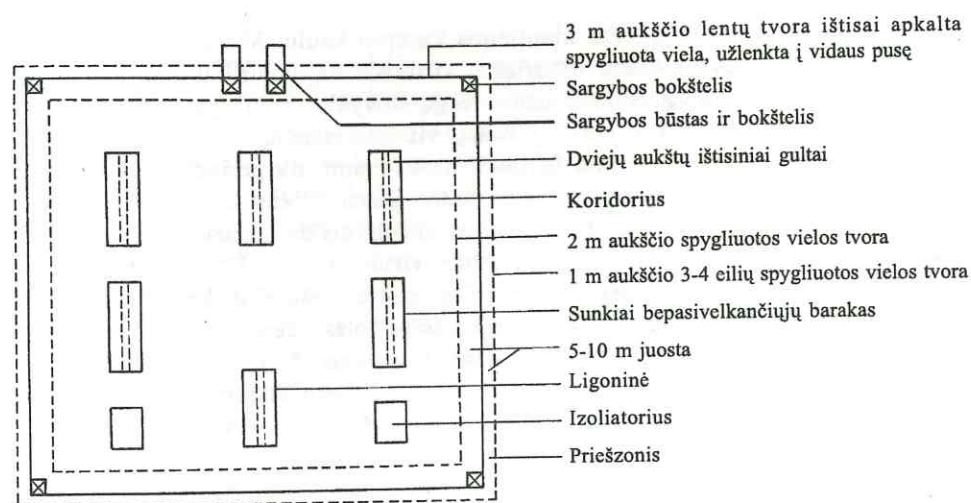 3 m aukščio lentų tvora ištisai apkalta
spygliuota viela, užlenkta į vidaus pusę
Sargybos bokštelis
Sargybos būstas ir bokštelis
Dviejų aukštų ištisiniai gultai
Koridorius
2 m aukščio spygliuotos vielos tvora
1 m aukščio 3-4 eilių spygliuotos vielos tvora
Sunkiai bepasivelkančiųjų barakas
5-10 m juosta
Ligoninė
Izoliatorius
Priešzonis